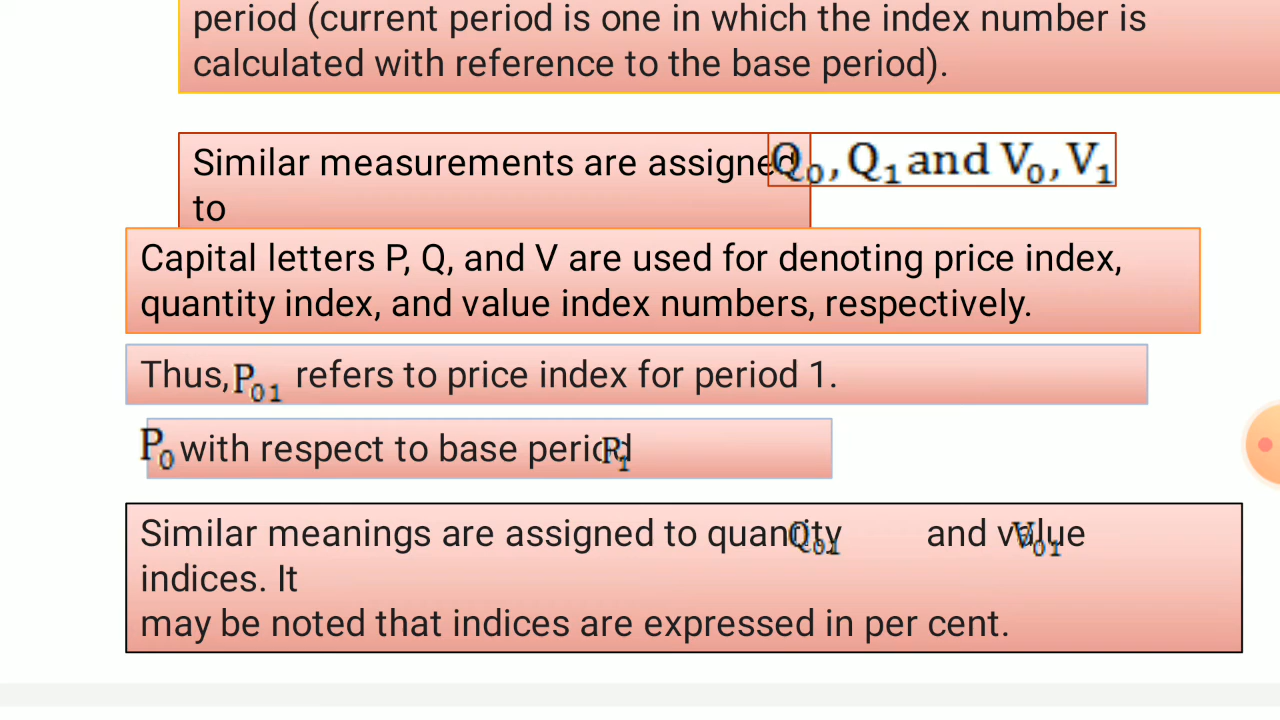 period (current period is one in which the index number is
calculated with reference to the base period).
Similar measurements are assigned Q₀, Q₁ and V₀, V₁
to
Capital letters P, Q, and V are used for denoting price index,
quantity index, and value index numbers, respectively.
Thus, P₀₁ refers to price index for period 1.
P₀ with respect to base period P₁
Similar meanings are assigned to quantity Q₀₁ and value V₀₁
indices. It
may be noted that indices are expressed in per cent.